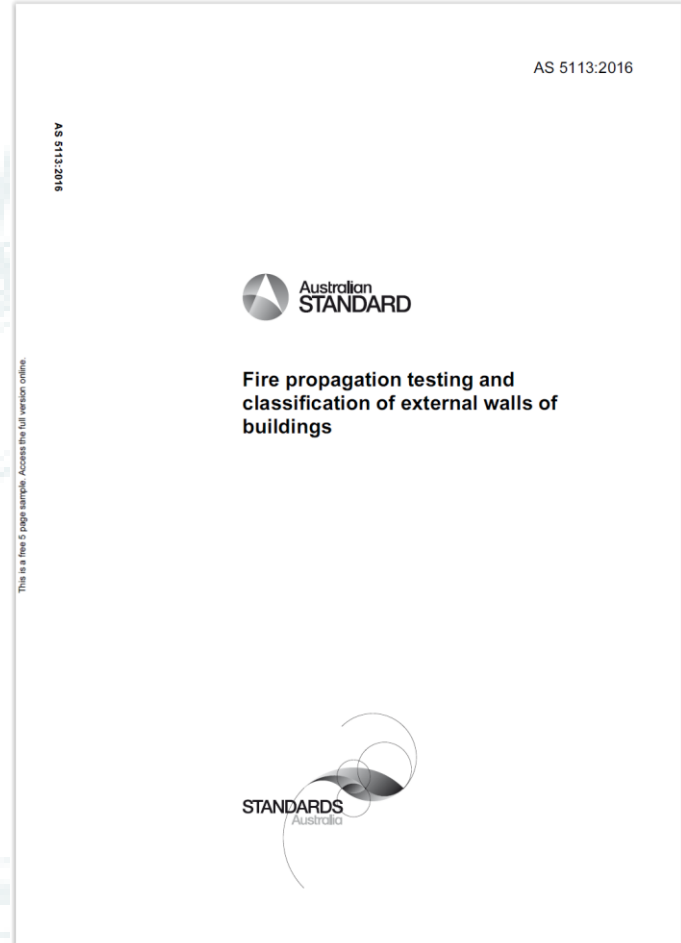 AS 5113:2016
AS 5113:2016
This is a free 5 page sample. Access the full version online.
Australian
STANDARD
Fire propagation testing and
classification of external walls of
buildings
STANDARDS
Australia